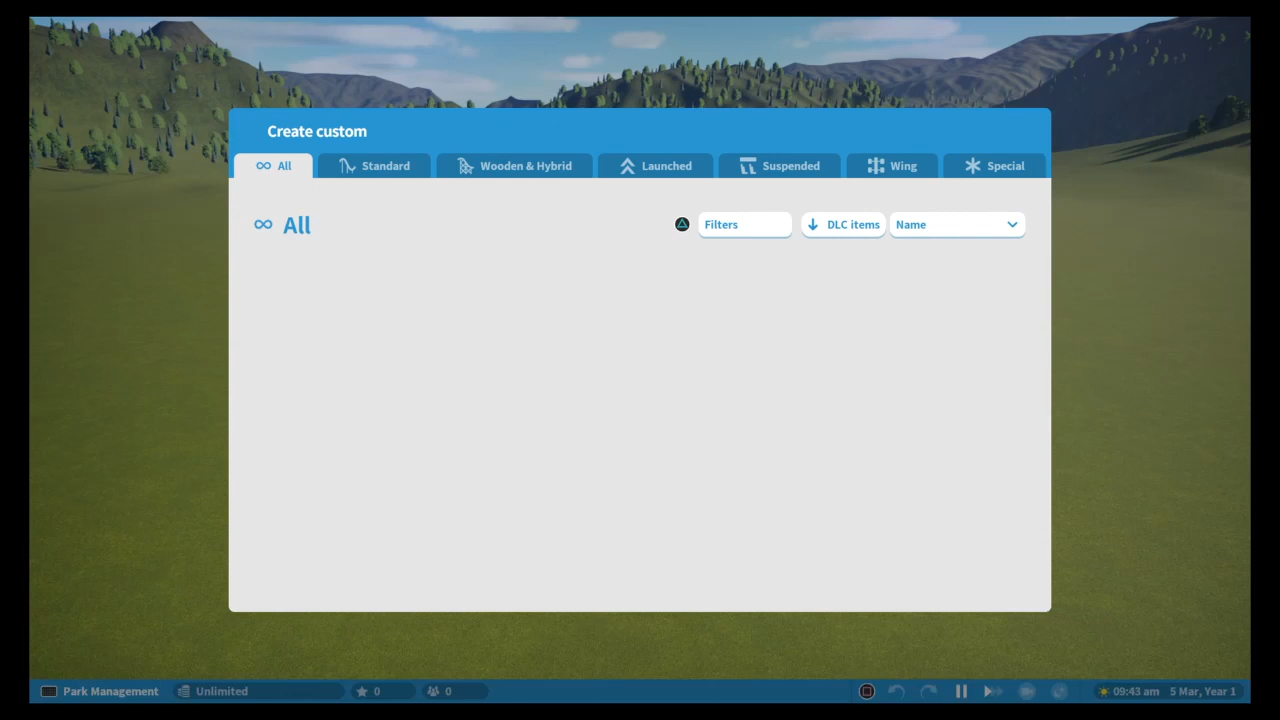 Create custom
All
Standard
Wooden & Hybrid
Launched
Suspended
Wing
Special
All
Filters
DLC items
Name
Park Management
Unlimited
0
0
09:43 am 5 Mar, Year 1